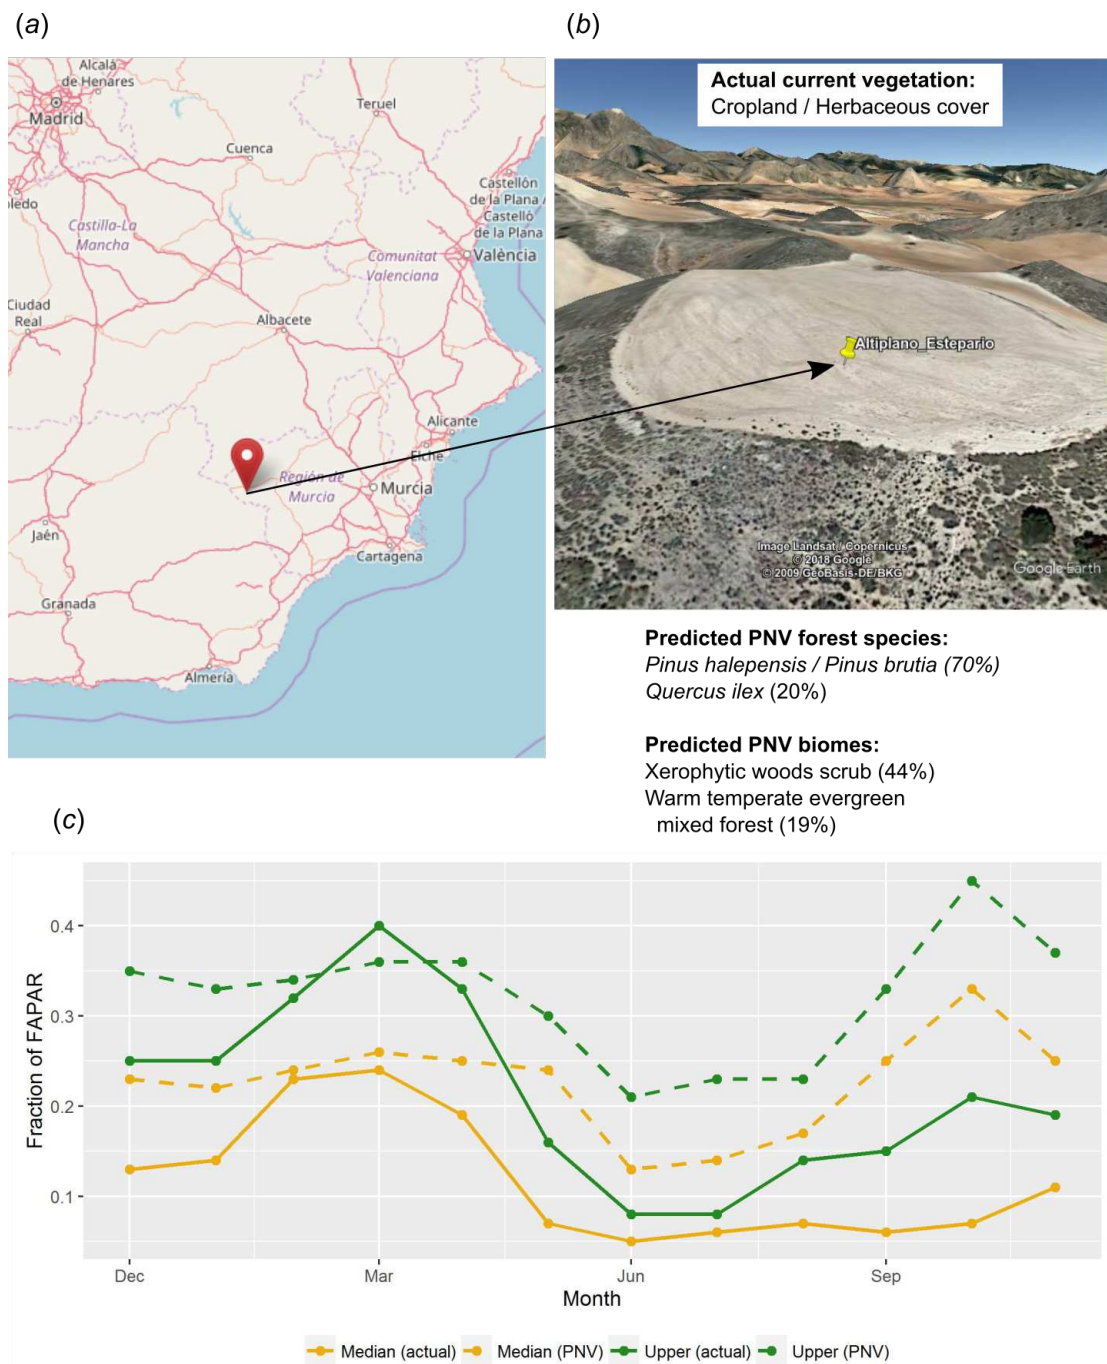 (a)
(b)
Alcalá
de Henares
Madrid
Teruel
Cuenca
Castellón
de la Plana /
Castelló
de la Plana
oledo
Castilla-La
Mancha
Comunitat
Valenciana
València
Ciudad
Real
Albacete
Alicante
Elche
Región de
Murcia
Murcia
Jaén
Cartagena
Granada
Almería
Actual current vegetation:
Cropland / Herbaceous cover
Altiplano_Estepario
Image Landsat / Copernicus
© 2018 Google
© 2009 GeoBasis-DE/BKG
Google Earth
Predicted PNV forest species:
Pinus halepensis / Pinus brutia (70%)
Quercus ilex (20%)
Predicted PNV biomes:
Xerophytic woods scrub (44%)
Warm temperate evergreen
mixed forest (19%)
(c)
Fraction of FAPAR
0.4
0.3
0.2
0.1
Dec
Mar
Jun
Sep
Month
Median (actual)
Median (PNV)
Upper (actual)
Upper (PNV)